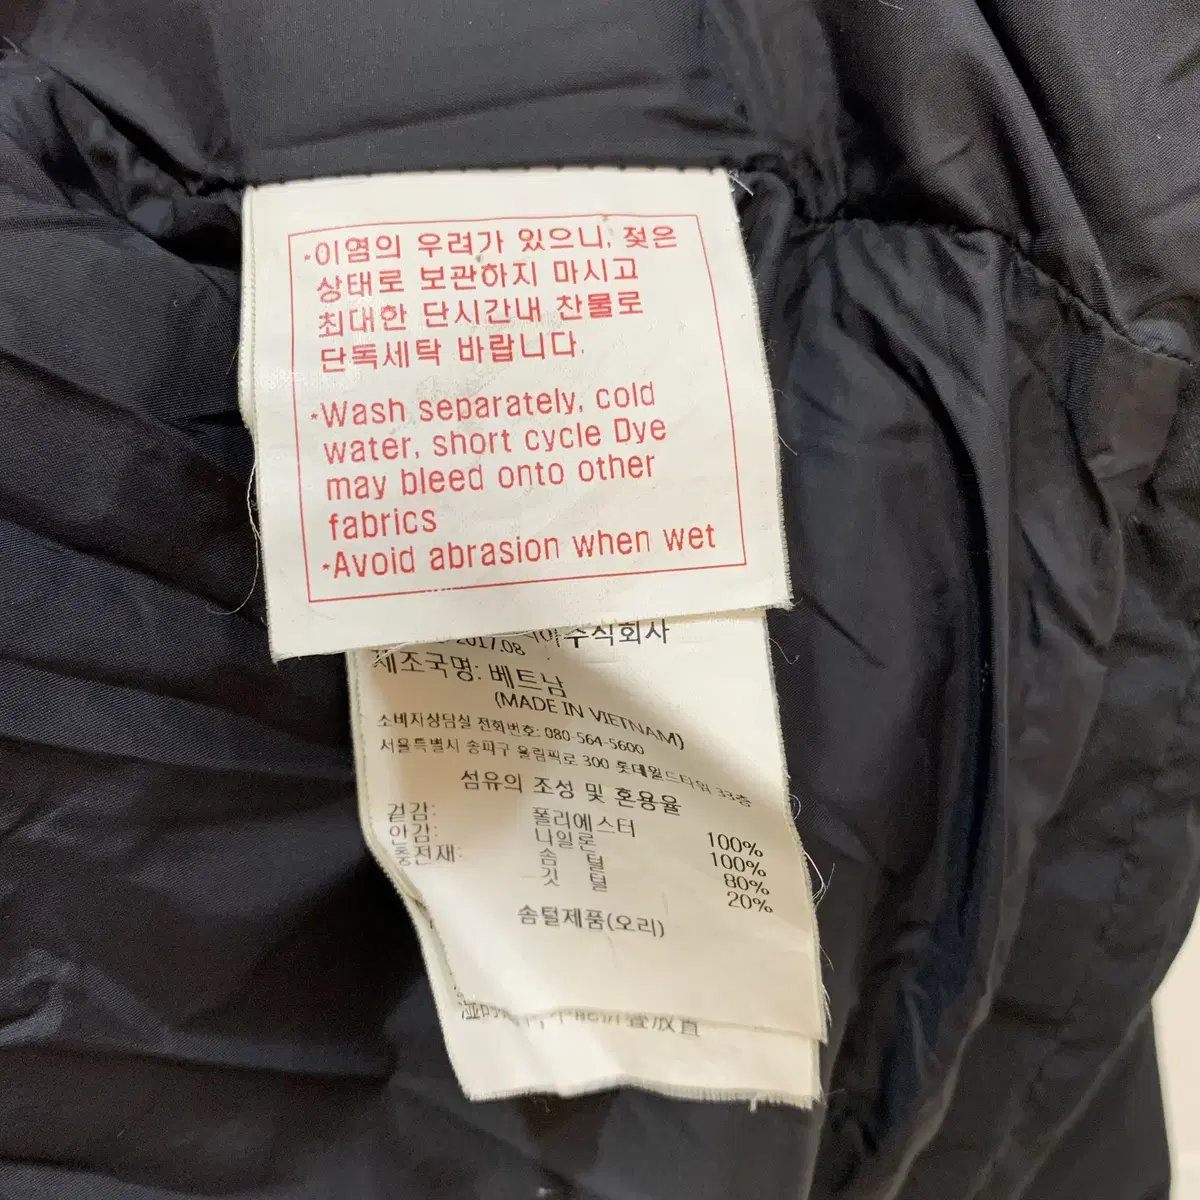 *이염의 우려가 있으니, 젖은
상태로 보관하지 마시고
최대한 단시간내 찬물로
단독세탁 바랍니다.
*Wash separately, cold
water, short cycle Dye
may bleed onto other
fabrics
*Avoid abrasion when wet
2017.08
주식회사
제조국명: 베트남
(MADE IN VIETNAM)
소비자상담실 전화번호: 080-564-5600
서울특별시 송파구 올림픽로 300 롯데월드타워 33층
섬유의 조성 및 혼용율
겉감: 폴리에스터 100%
안감: 나일론 100%
충전재: 솜 털 80%
깃 털 20%
솜털제품(오리)